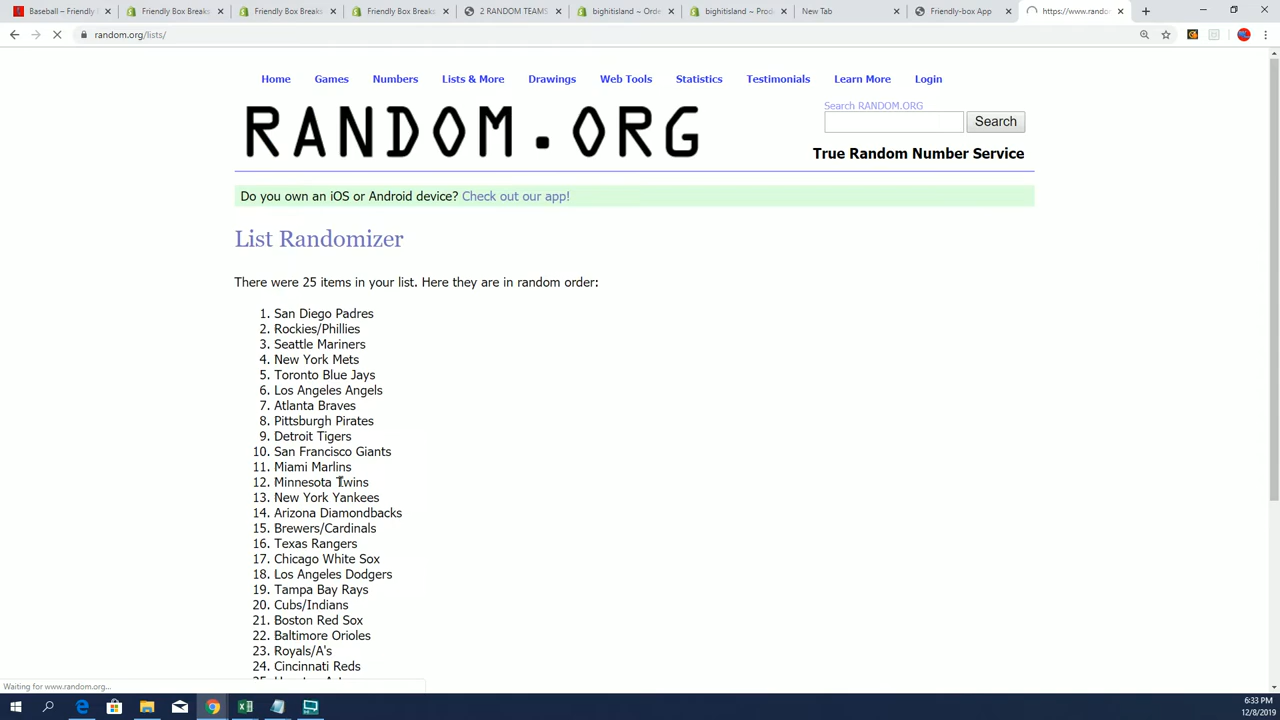 Baseball – Friendly
Friendly Box Breaks
Friendly Box Breaks
Friendly Box Breaks
2 RANDOM TEAMS
bighitisland ~ Orde
bighitisland ~ Prod
New Tab
Friendly-box App
https://www.rando
random.org/lists/
Home Games Numbers Lists & More Drawings Web Tools Statistics Testimonials Learn More Login
RANDOM.ORG
Search RANDOM.ORG
Search
True Random Number Service
Do you own an iOS or Android device? Check out our app!
List Randomizer
There were 25 items in your list. Here they are in random order:
1. San Diego Padres
2. Rockies/Phillies
3. Seattle Mariners
4. New York Mets
5. Toronto Blue Jays
6. Los Angeles Angels
7. Atlanta Braves
8. Pittsburgh Pirates
9. Detroit Tigers
10. San Francisco Giants
11. Miami Marlins
12. Minnesota Twins
13. New York Yankees
14. Arizona Diamondbacks
15. Brewers/Cardinals
16. Texas Rangers
17. Chicago White Sox
18. Los Angeles Dodgers
19. Tampa Bay Rays
20. Cubs/Indians
21. Boston Red Sox
22. Baltimore Orioles
23. Royals/A's
24. Cincinnati Reds
Waiting for www.random.org...
6:33 PM
12/8/2019